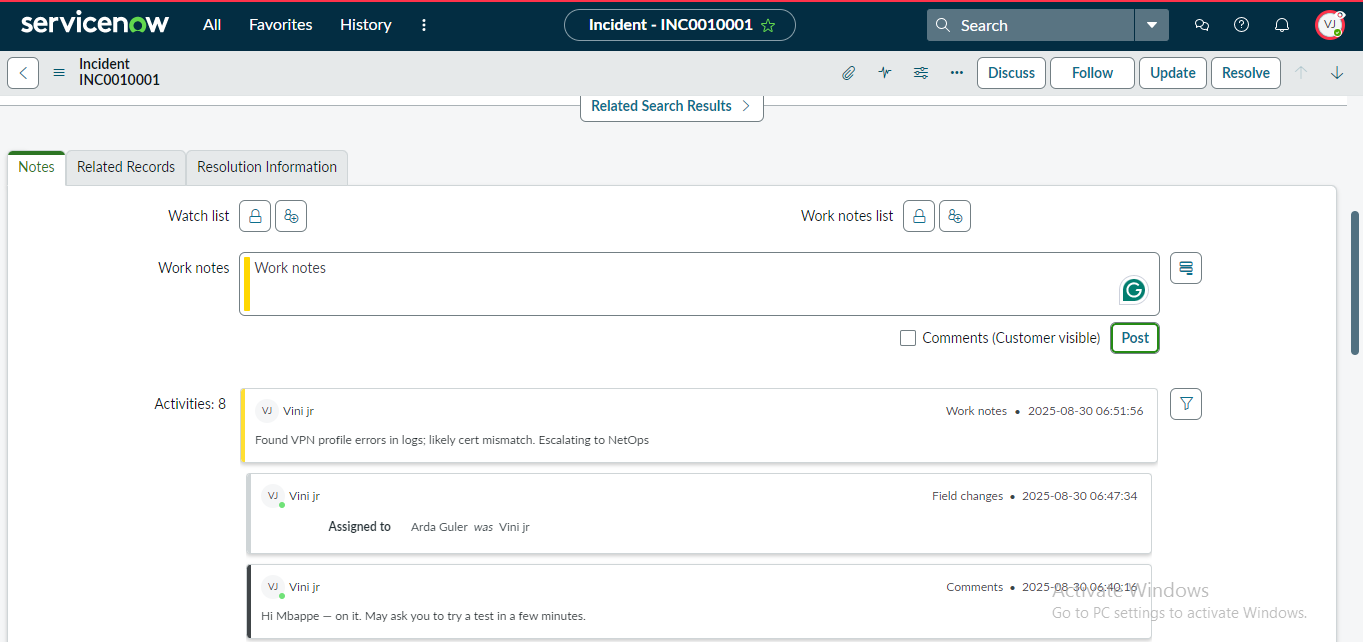 servicenow All Favorites History Incident - INC0010001 Search VJ
Incident
INC0010001
Discuss Follow Update Resolve
Related Search Results
Notes Related Records Resolution Information
Watch list Work notes list
Work notes Work notes
G
Comments (Customer visible) Post
Activities: 8
VJ Vini jr Work notes • 2025-08-30 06:51:56
Found VPN profile errors in logs; likely cert mismatch. Escalating to NetOps
VJ Vini jr Field changes • 2025-08-30 06:47:34
Assigned to Arda Guler was Vini jr
VJ Vini jr Comments • 2025-08-30 06:40:16
Hi Mbappe — on it. May ask you to try a test in a few minutes.
Activate Windows
Go to PC settings to activate Windows.